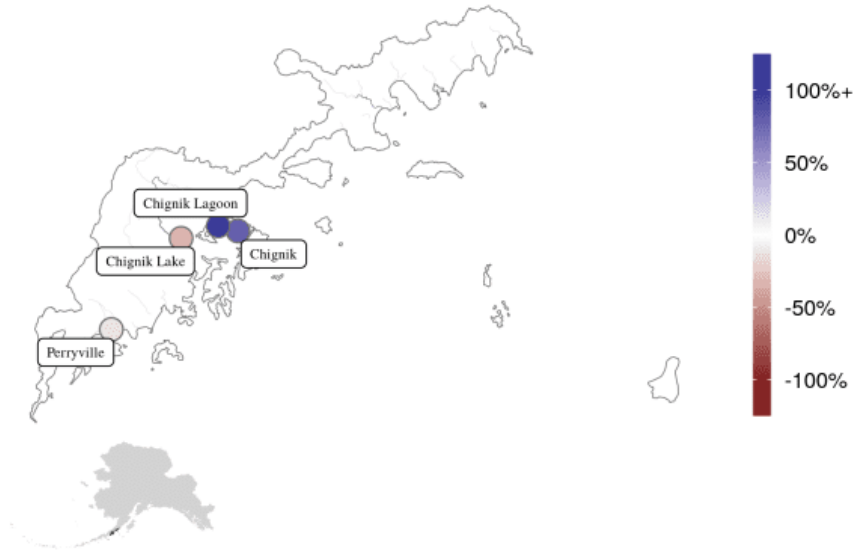 100%+
50%
0%
-50%
-100%
Chignik Lagoon
Chignik
Chignik Lake
Perryville